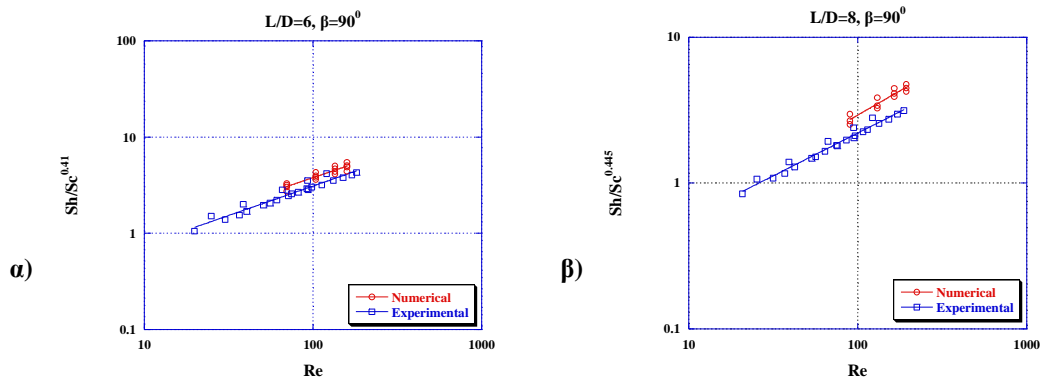 L/D=6, β=90⁰
100
10
1
0.1
Sh/Sc^0.41
10
100
1000
Re
Numerical
Experimental
α)
L/D=8, β=90⁰
10
1
0.1
Sh/Sc^0.445
10
100
1000
Re
Numerical
Experimental
β)